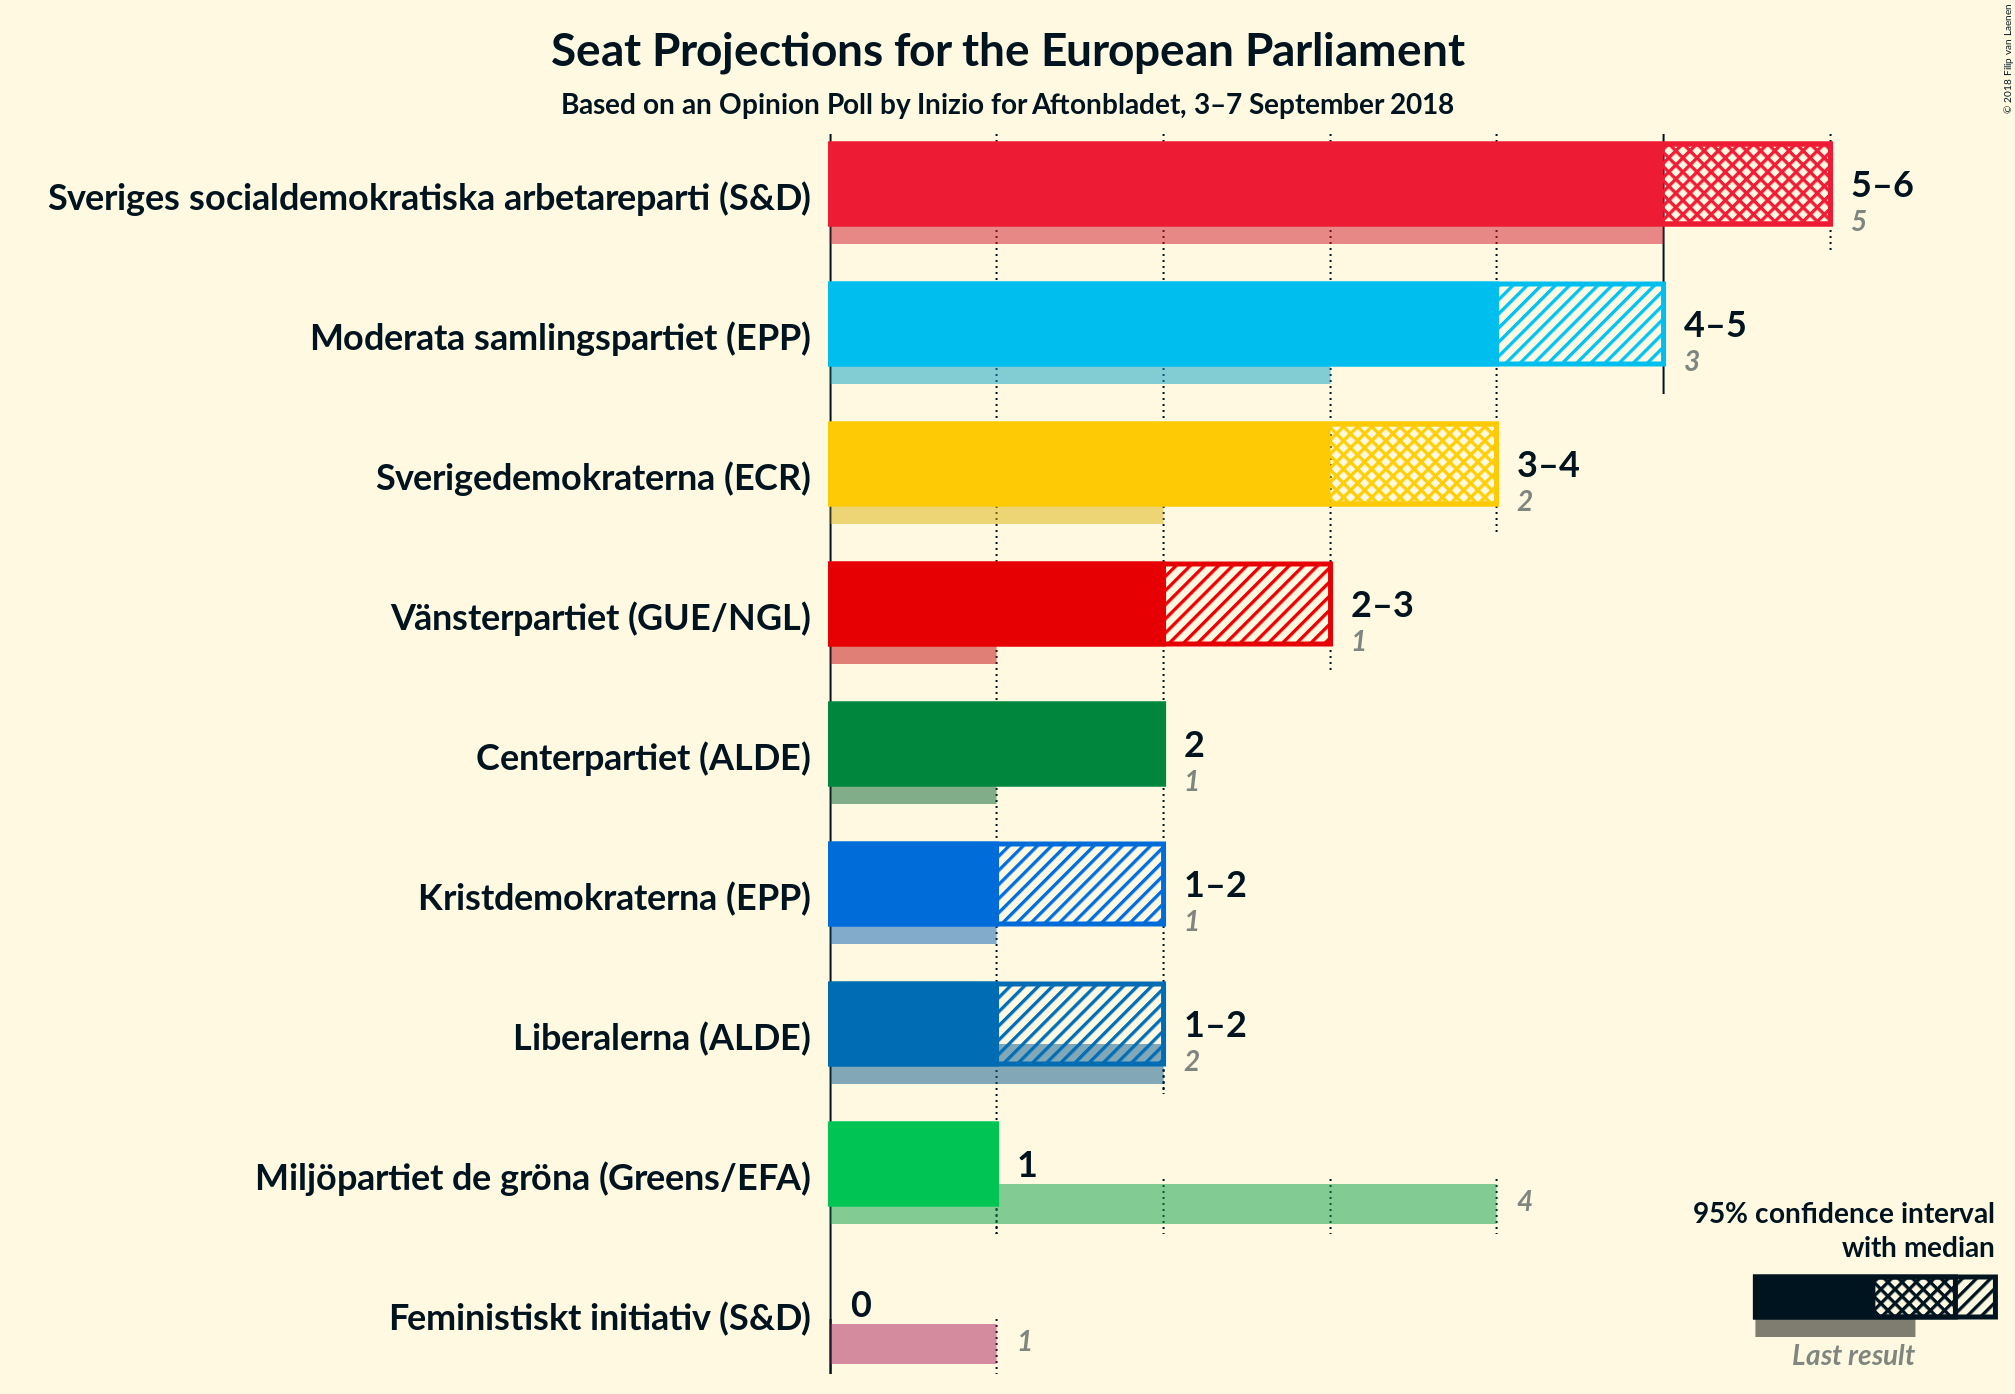 Seat Projections for the European Parliament
Based on an Opinion Poll by Inizio for Aftonbladet, 3–7 September 2018
© 2018 Filip van Laenen
Sveriges socialdemokratiska arbetareparti (S&D)
5–6
5
Moderata samlingspartiet (EPP)
4–5
3
Sverigedemokraterna (ECR)
3–4
2
Vänsterpartiet (GUE/NGL)
2–3
1
Centerpartiet (ALDE)
2
1
Kristdemokraterna (EPP)
1–2
1
Liberalerna (ALDE)
1–2
2
Miljöpartiet de gröna (Greens/EFA)
1
4
Feministiskt initiativ (S&D)
0
1
95% confidence interval
with median
Last result